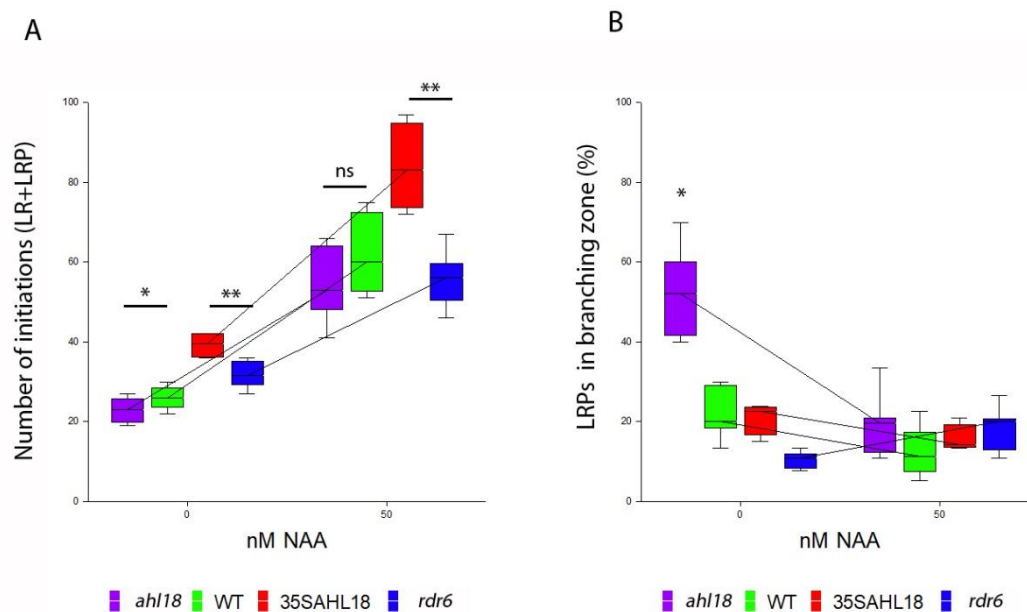 A
Number of initiations (LR+LRP)
100
80
60
40
20
0
*
**
ns
**
0
50
nM NAA
ahl18 WT 35SAHL18 rdr6
B
LRPs in branching zone (%)
100
80
60
40
20
0
*
0
50
nM NAA
ahl18 WT 35SAHL18 rdr6